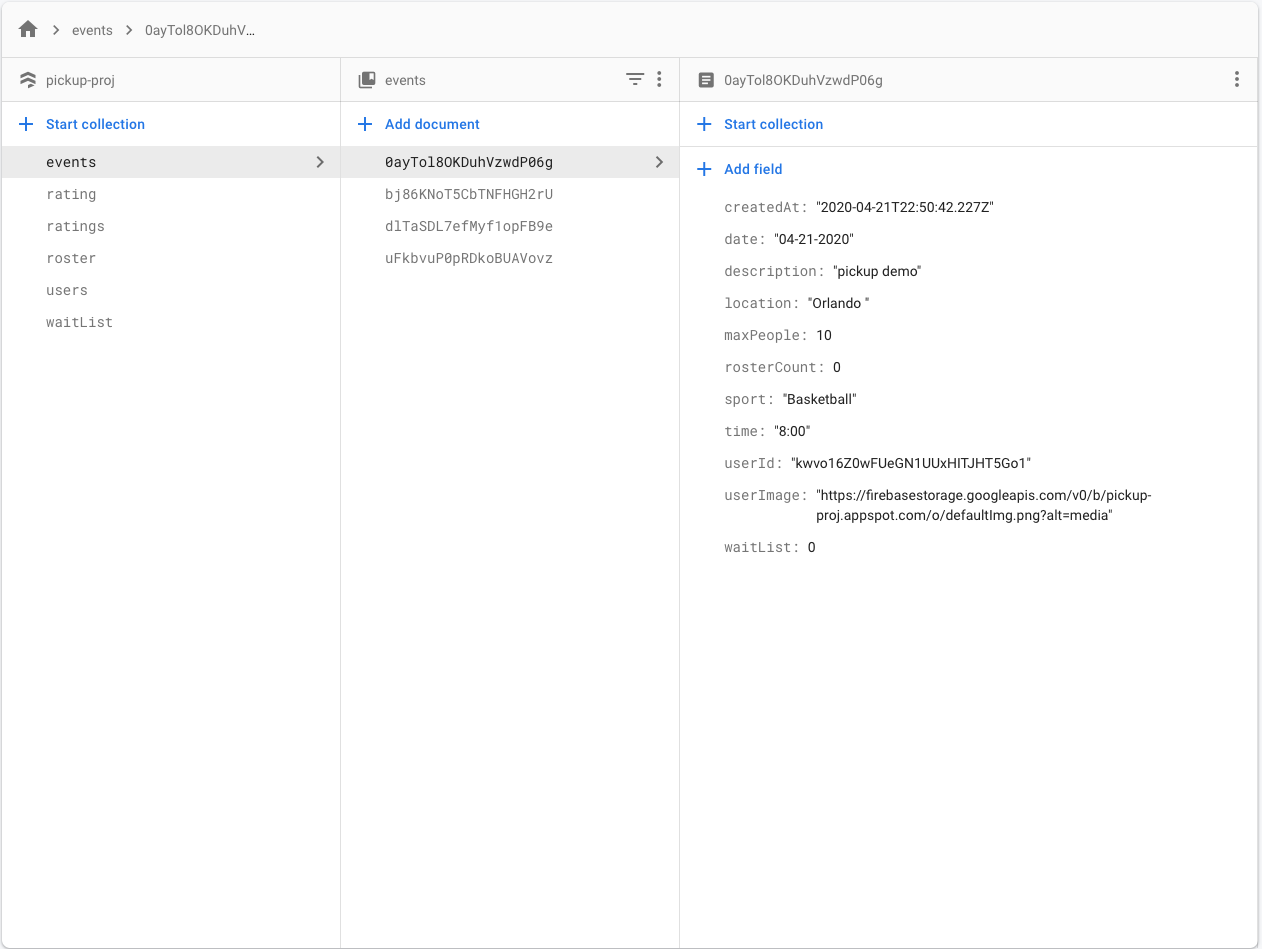 events
0ayTol8OKDuhV…
pickup-proj
Start collection
events
rating
ratings
roster
users
waitList
events
Add document
0ayTol8OKDuhVzwdP06g
bj86KNoT5CbTNFHGH2rU
dlTaSDL7efMyf1opFB9e
uFkbvuP0pRDkoBUAVovz
0ayTol8OKDuhVzwdP06g
Start collection
Add field
createdAt: "2020-04-21T22:50:42.227Z"
date: "04-21-2020"
description: "pickup demo"
location: "Orlando "
maxPeople: 10
rosterCount: 0
sport: "Basketball"
time: "8:00"
userId: "kwvo16Z0wFUeGN1UUxHITJHT5Go1"
userImage: "https://firebasestorage.googleapis.com/v0/b/pickup-
proj.appspot.com/o/defaultImg.png?alt=media"
waitList: 0